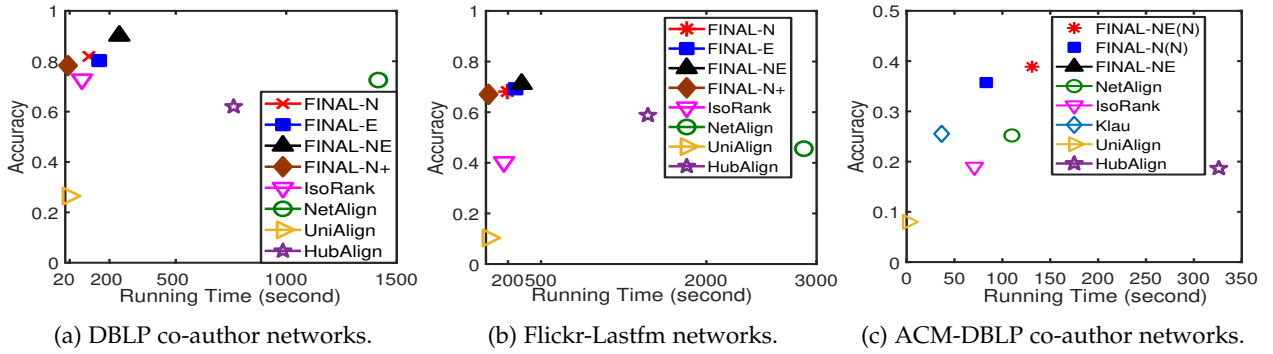 1
0.8
0.6
0.4
0.2
0
Accuracy
20 200 500 1000 1500
Running Time (second)
FINAL-N
FINAL-E
FINAL-NE
FINAL-N+
IsoRank
NetAlign
UniAlign
HubAlign
(a) DBLP co-author networks.
1
0.8
0.6
0.4
0.2
0
Accuracy
200 500 2000 3000
Running Time (second)
FINAL-N
FINAL-E
FINAL-NE
FINAL-N+
IsoRank
NetAlign
UniAlign
HubAlign
(b) Flickr-Lastfm networks.
0.5
0.4
0.3
0.2
0.1
0
Accuracy
0 50 100 150 200 250 300 350
Running Time (second)
FINAL-NE(N)
FINAL-N(N)
FINAL-NE
NetAlign
IsoRank
Klau
UniAlign
HubAlign
(c) ACM-DBLP co-author networks.